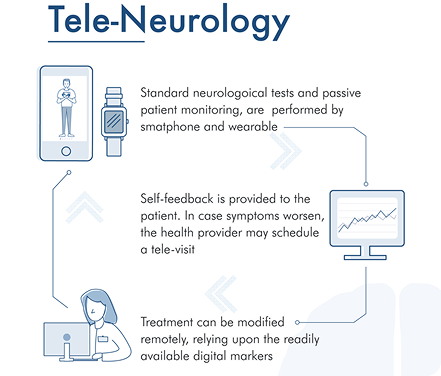 Tele-Neurology
Standard neurologoical tests and passive
patient monitoring, are performed by
smatphone and wearable
Self-feedback is provided to the
patient. In case symptoms worsen,
the health provider may schedule
a tele-visit
Treatment can be modified
remotely, relying upon the readily
available digital markers